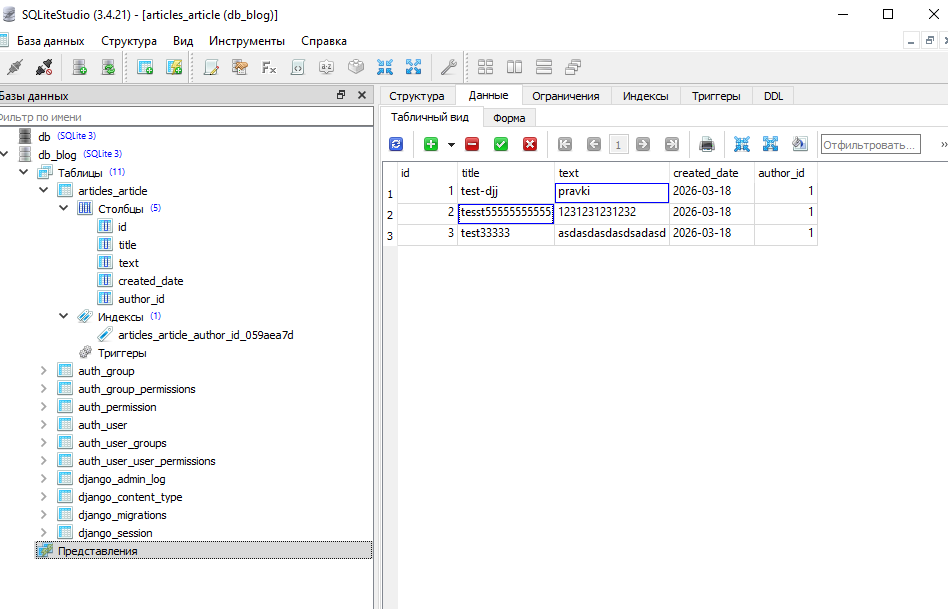 SQLiteStudio (3.4.21) - [articles_article (db_blog)]
База данных Структура Вид Инструменты Справка
Базы данных
Фильтр по имени
db (SQLite 3)
db_blog (SQLite 3)
Таблицы (11)
articles_article
Столбцы (5)
id
title
text
created_date
author_id
Индексы (1)
articles_article_author_id_059aea7d
Триггеры
auth_group
auth_group_permissions
auth_permission
auth_user
auth_user_groups
auth_user_user_permissions
django_admin_log
django_content_type
django_migrations
django_session
Представления
Структура Данные Ограничения Индексы Триггеры DDL
Табличный вид Форма
1 Отфильтровать... »
id title text created_date author_id
1 1 test-djj pravki 2026-03-18 1
2 2 tesst55555555555 1231231231232 2026-03-18 1
3 3 test33333 asdasdasdasdsadasd 2026-03-18 1